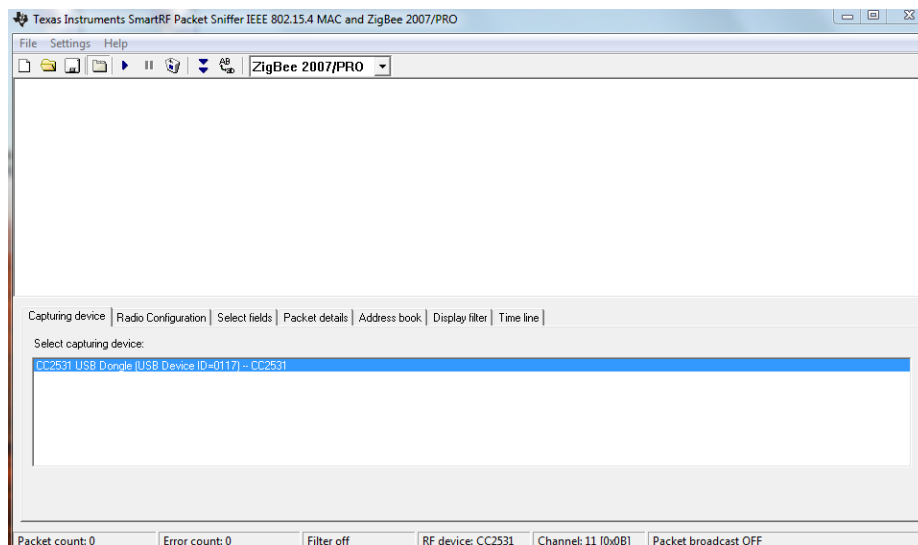 Texas Instruments SmartRF Packet Sniffer IEEE 802.15.4 MAC and ZigBee 2007/PRO
File Settings Help
ZigBee 2007/PRO
Capturing device Radio Configuration Select fields Packet details Address book Display filter Time line
Select capturing device:
CC2531 USB Dongle (USB Device ID=0117) -- CC2531
Packet count: 0 Error count: 0 Filter off RF device: CC2531 Channel: 11 [0x0B] Packet broadcast OFF